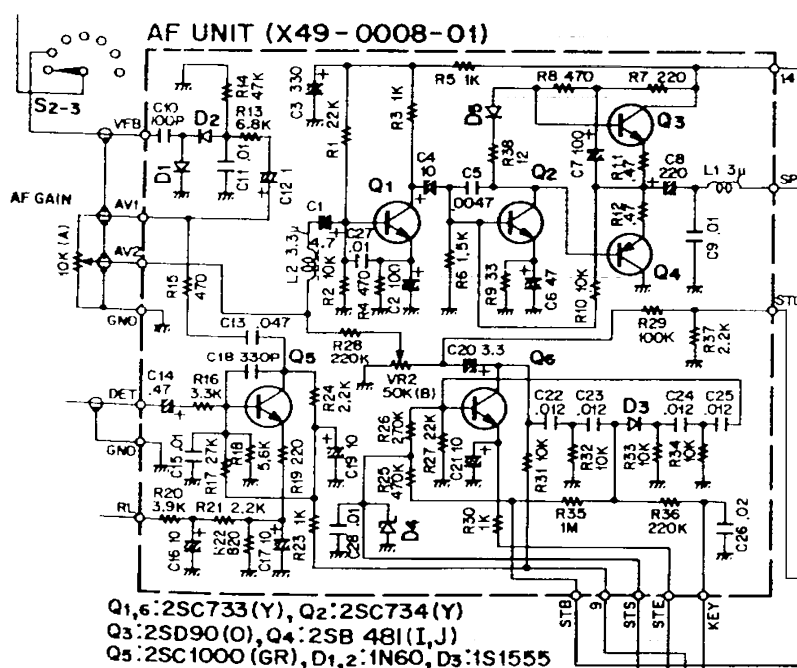 AF UNIT (X49-0008-01)
S2-3
VFB
C10
100P
D2
R14
47K
R13
6.8K
D1
C11 .01
C12 1
C3 330
R1
22K
R3 1K
R5 1K
R8 470
R7 220
14
D5
R38
12
C7 100
Q3
R11
.47
C8
220
L1 3μ
SP
AF GAIN
AV1
AV2
10K (A)
GND
R15
470
C1
4.7
L2 3.3μ
Q1
C4
10
C5
.0047
Q2
R12
.47
Q4
C9 .01
C27
.01
R2 10K
R4 470
C2 100
R6 1.5K
R9 33
C6 47
R10 10K
C13 .047
C18 330P
R28
220K
VR2
50K(B)
C20 3.3
Q6
R29
100K
R37
2.2K
DET
C14
.47
R16
3.3K
Q5
R24
2.2K
GND
C15 .01
R17 27K
R18
5.6K
R19 220
C19 10
R26
270K
R27 22K
R25
470K
C21 10
C22
.012
C23
.012
D3
C24
.012
C25
.012
R31 10K
R32
10K
R33
10K
R34
10K
RL
R20
3.9K
R21 2.2K
C16 10
R22
820
C17 10
R23 1K
C28 .01
D4
R30
1K
R35
1M
R36
220K
C26 .02
STB
9
STS
STE
KEY
Q1,6:2SC733(Y), Q2:2SC734(Y)
Q3:2SD90(O), Q4:2SB 481(I,J)
Q5:2SC1000(GR), D1,2:1N60, D3:1S1555